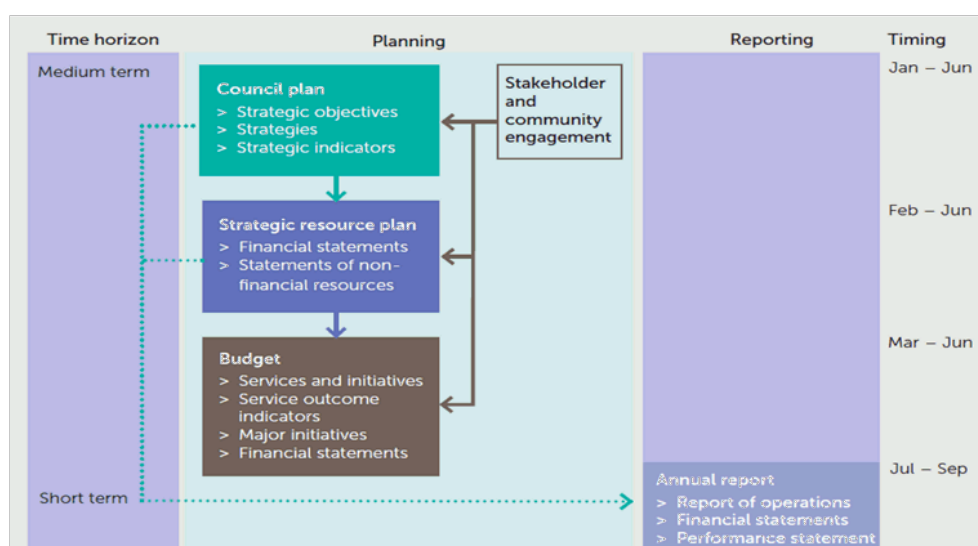 Time horizon
Planning
Reporting
Timing
Medium term
Council plan
> Strategic objectives
> Strategies
> Strategic indicators
Stakeholder
and
community
engagement
Jan – Jun
Strategic resource plan
> Financial statements
> Statements of non-
financial resources
Feb – Jun
Budget
> Services and initiatives
> Service outcome
indicators
> Major initiatives
> Financial statements
Mar – Jun
Short term
Annual report
> Report of operations
> Financial statements
> Performance statement
Jul – Sep